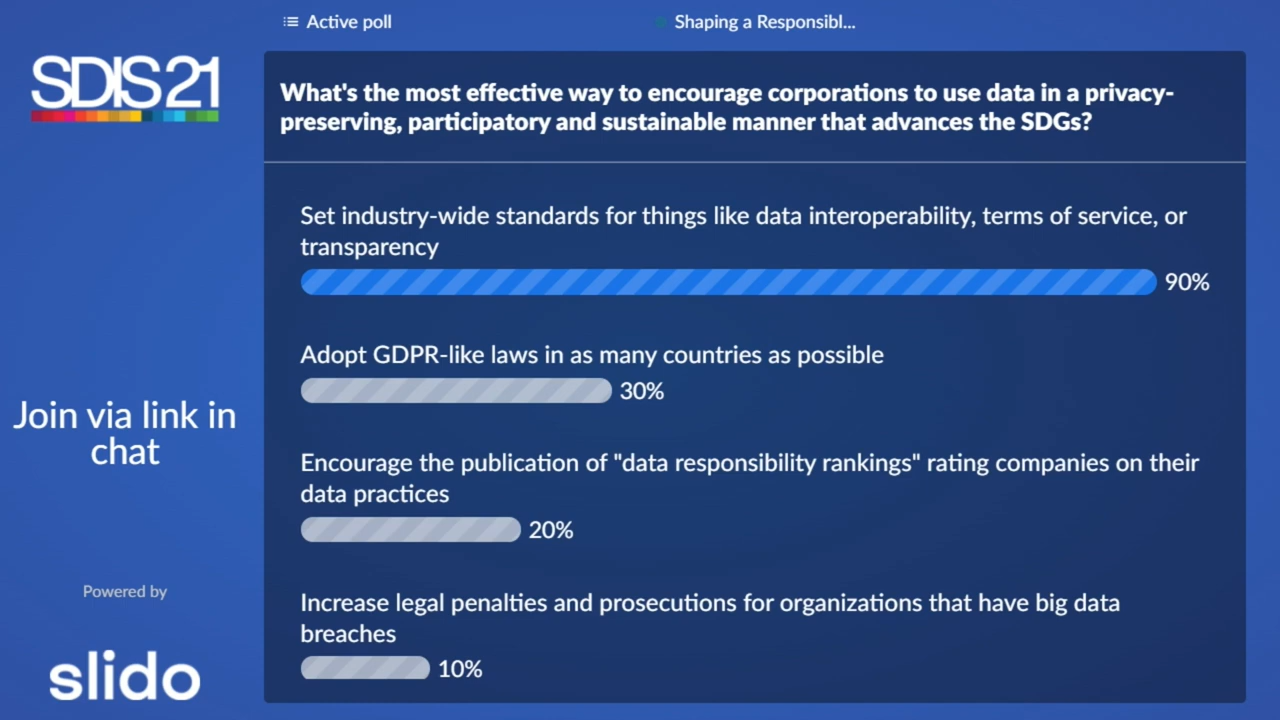 Active poll
Shaping a Responsibl...
SDIS21
What's the most effective way to encourage corporations to use data in a privacy-
preserving, participatory and sustainable manner that advances the SDGs?
Set industry-wide standards for things like data interoperability, terms of service, or
transparency
90%
Adopt GDPR-like laws in as many countries as possible
30%
Join via link in
chat
Encourage the publication of "data responsibility rankings" rating companies on their
data practices
20%
Powered by
slido
Increase legal penalties and prosecutions for organizations that have big data
breaches
10%